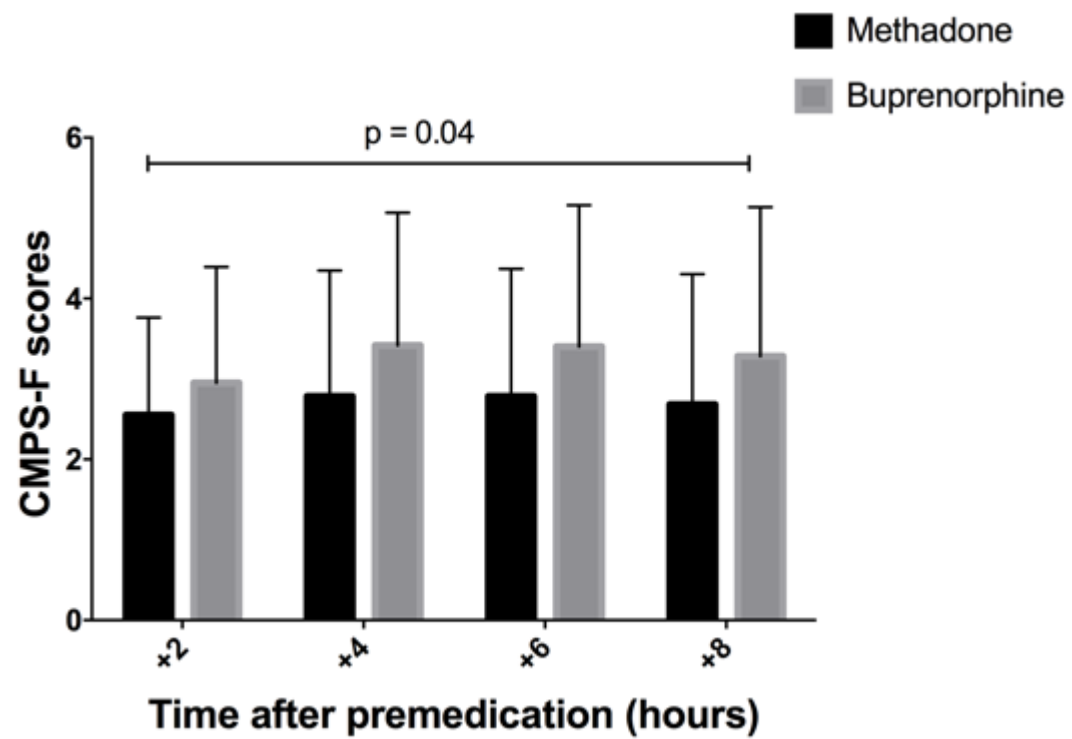 Methadone
Buprenorphine
p = 0.04
CMPS-F scores
6
4
2
0
+2
+4
+6
+8
Time after premedication (hours)